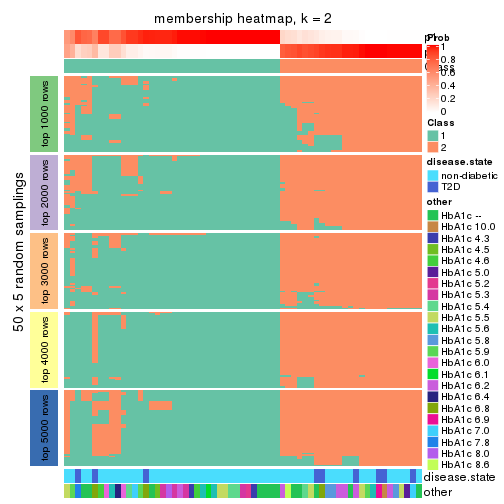 membership heatmap, k = 2
50 x 5 random samplings
top 1000 rows
top 2000 rows
top 3000 rows
top 4000 rows
top 5000 rows
Prob
1
0.8
0.6
0.4
0.2
0
Class
1
2
disease.state
non-diabetic
T2D
other
HbA1c --
HbA1c 10.0
HbA1c 4.3
HbA1c 4.5
HbA1c 4.6
HbA1c 5.0
HbA1c 5.2
HbA1c 5.3
HbA1c 5.4
HbA1c 5.5
HbA1c 5.6
HbA1c 5.8
HbA1c 5.9
HbA1c 6.0
HbA1c 6.1
HbA1c 6.2
HbA1c 6.4
HbA1c 6.8
HbA1c 6.9
HbA1c 7.0
HbA1c 7.8
HbA1c 8.0
HbA1c 8.6
disease.state
other